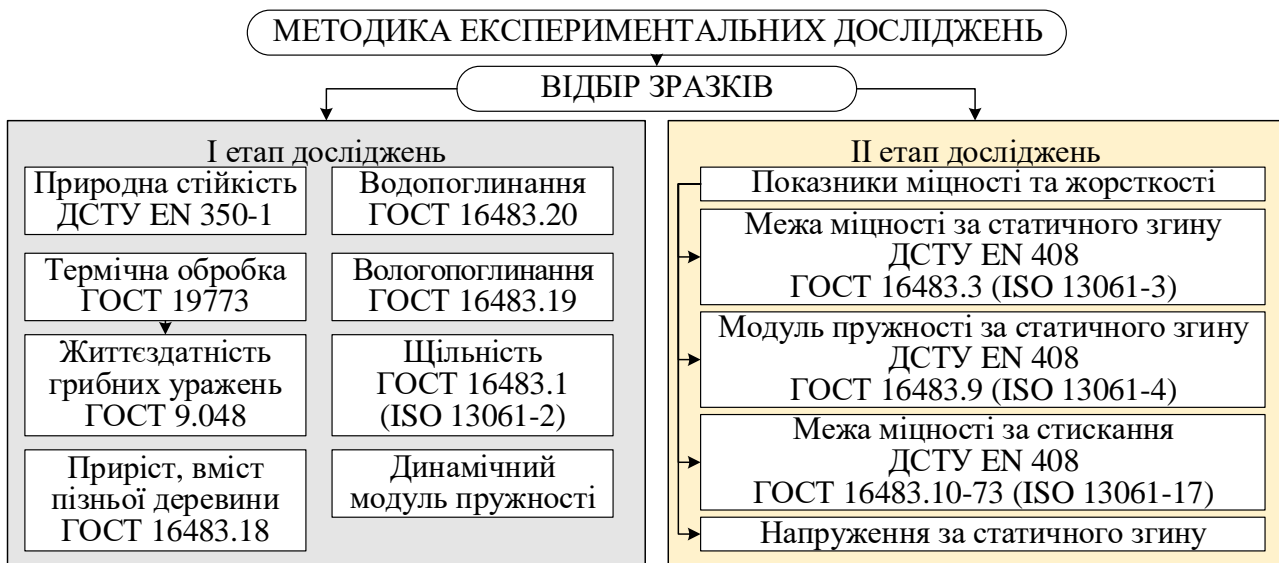 МЕТОДИКА ЕКСПЕРИМЕНТАЛЬНИХ ДОСЛІДЖЕНЬ
ВІДБІР ЗРАЗКІВ
І етап досліджень
Природна стійкість
ДСТУ EN 350-1
Термічна обробка
ГОСТ 19773
Життєздатність
грибних уражень
ГОСТ 9.048
Приріст, вміст
пізньої деревини
ГОСТ 16483.18
Водопоглинання
ГОСТ 16483.20
Вологопоглинання
ГОСТ 16483.19
Щільність
ГОСТ 16483.1
(ISO 13061-2)
Динамічний
модуль пружності
ІІ етап досліджень
Показники міцності та жорсткості
Межа міцності за статичного згину
ДСТУ EN 408
ГОСТ 16483.3 (ISO 13061-3)
Модуль пружності за статичного згину
ДСТУ EN 408
ГОСТ 16483.9 (ISO 13061-4)
Межа міцності за стискання
ДСТУ EN 408
ГОСТ 16483.10-73 (ISO 13061-17)
Напруження за статичного згину